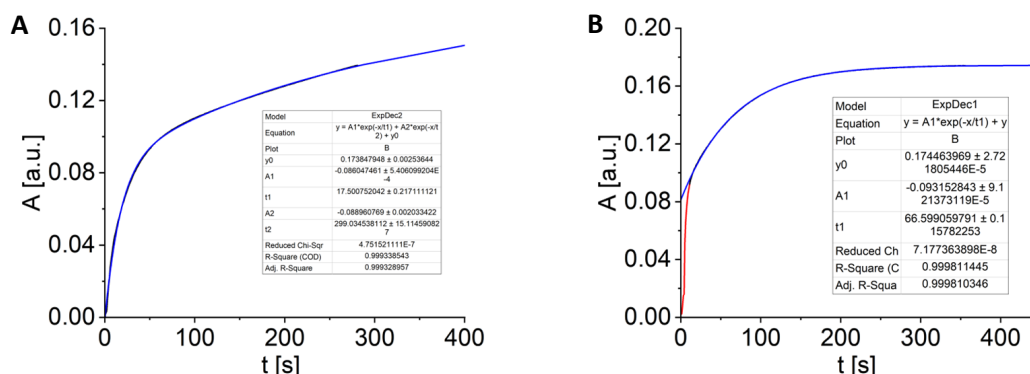 A
A [a.u.]
0.16
0.12
0.08
0.04
0.00
0
100
200
300
400
t [s]
Model ExpDec2
Equation y = A1*exp(-x/t1) + A2*exp(-x/t
2) + y0
Plot B
y0 0.173847948 ± 0.00253644
A1 -0.086047461 ± 5.406099204E
-4
t1 17.500752042 ± 0.217111121
A2 -0.088960769 ± 0.002033422
t2 299.034538112 ± 15.11459082
7
Reduced Chi-Sqr 4.751521111E-7
R-Square (COD) 0.999338543
Adj. R-Square 0.999328957
B
A [a.u.]
0.20
0.16
0.12
0.08
0.04
0.00
0
100
200
300
400
t [s]
Model ExpDec1
Equation y = A1*exp(-x/t1) + y
Plot B
y0 0.174463969 ± 2.72
1805446E-5
A1 -0.093152843 ± 9.1
21373119E-5
t1 66.599059791 ± 0.1
15782253
Reduced Ch 7.177363898E-8
R-Square (C 0.999811445
Adj. R-Squa 0.999810346